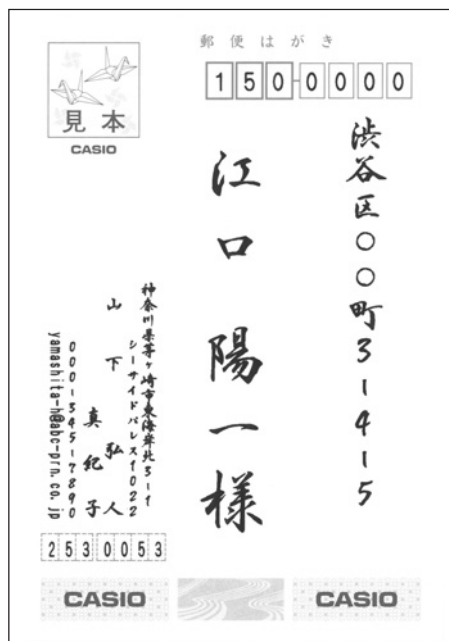 郵便はがき
150-0000
見本
CASIO
渋谷区○○町3-4-5
江口陽一様
神奈川県茅ヶ崎市東海岸北3-1-1
シーサイドパレス1022
山下弘人
真紀子
000-345-7890
yamashita-h@abc-prn.co.jp
2530053
CASIO
CASIO